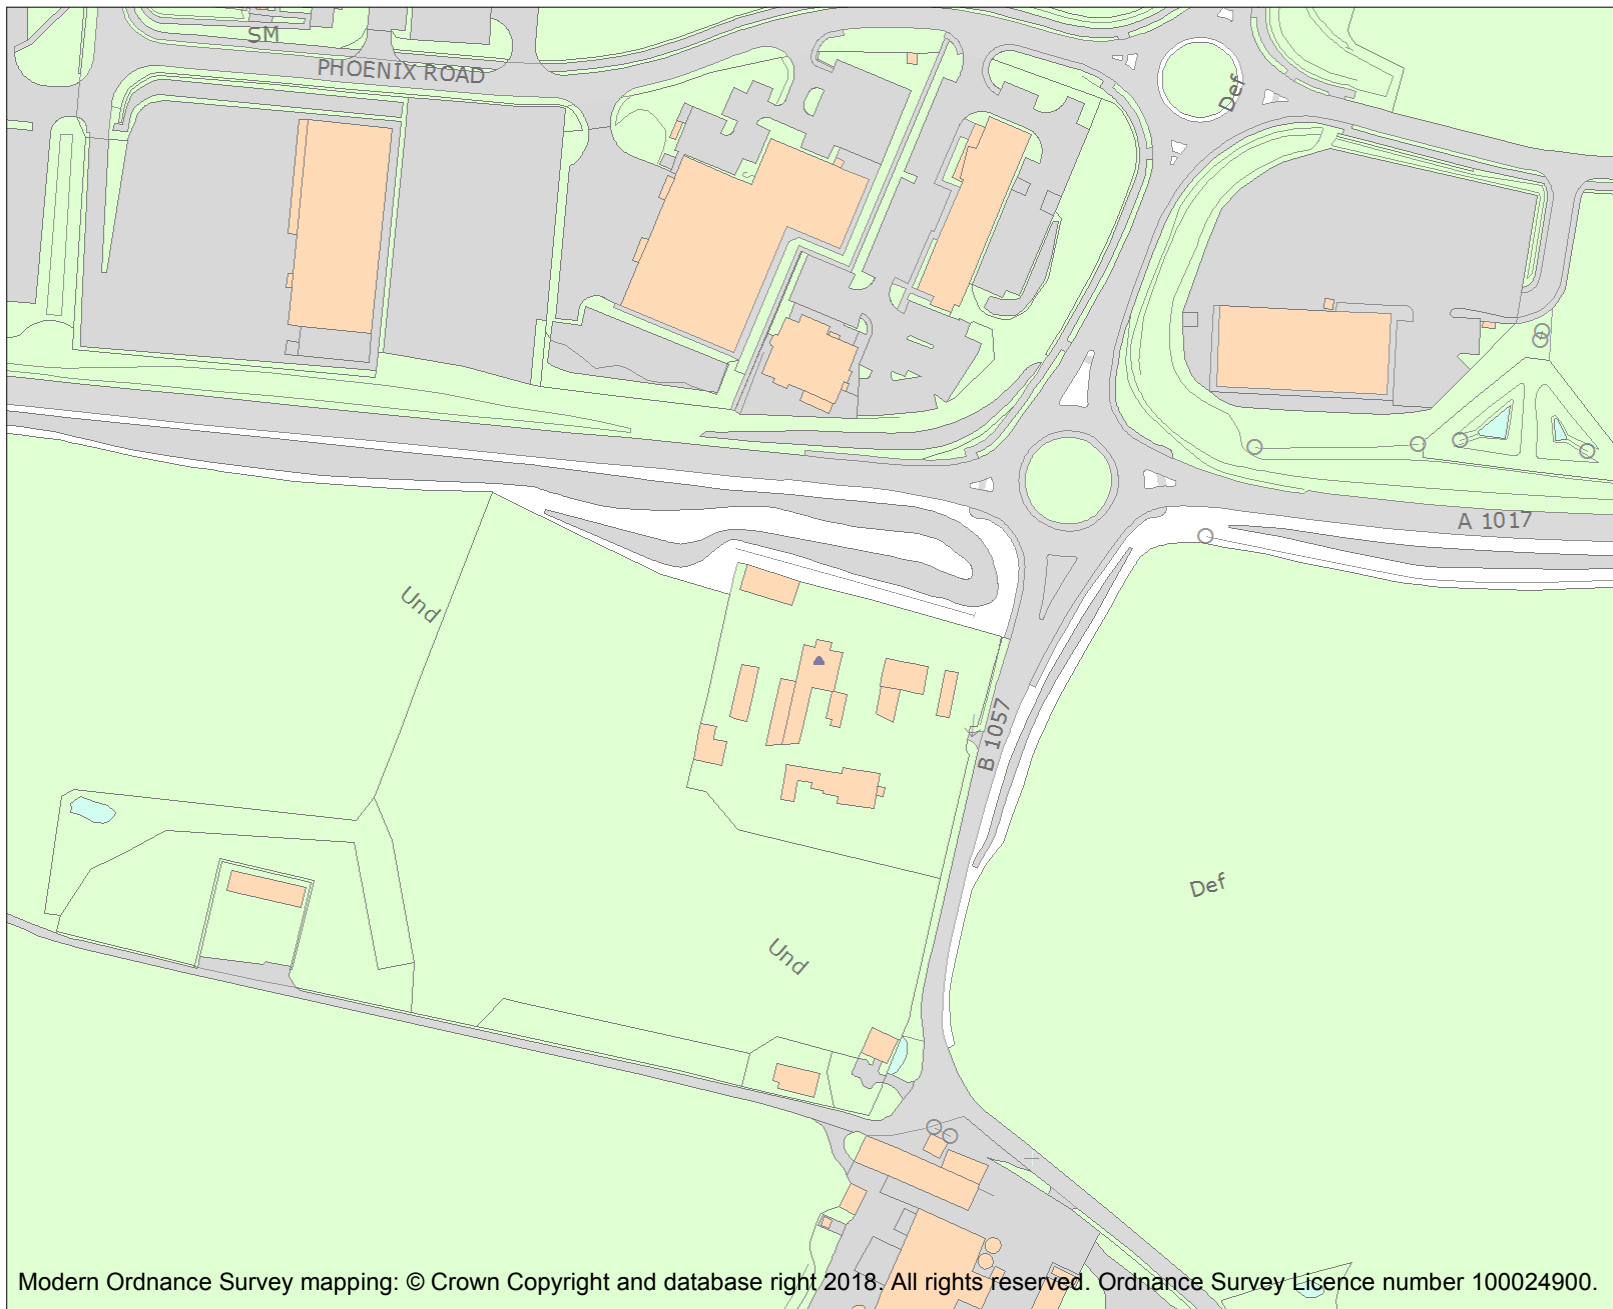 SM
PHOENIX ROAD
Def
A 1017
Und
B 1057
Def
Und
Modern Ordnance Survey mapping: © Crown Copyright and database right 2018. All rights reserved. Ordnance Survey Licence number 100024900.